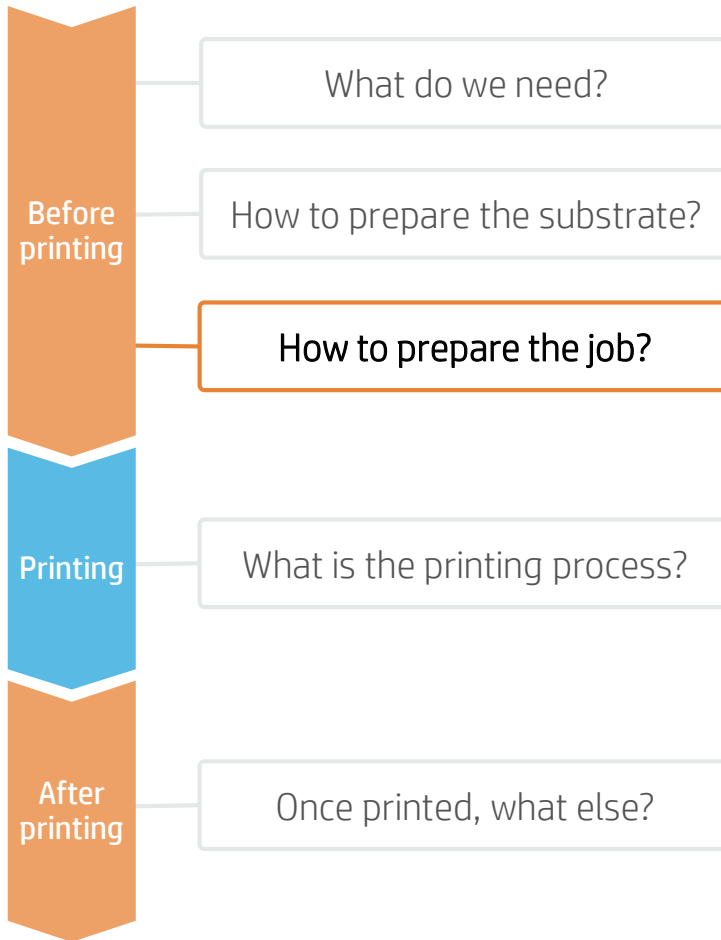 What do we need?
Before
printing
How to prepare the substrate?
How to prepare the job?
Printing
What is the printing process?
After
printing
Once printed, what else?